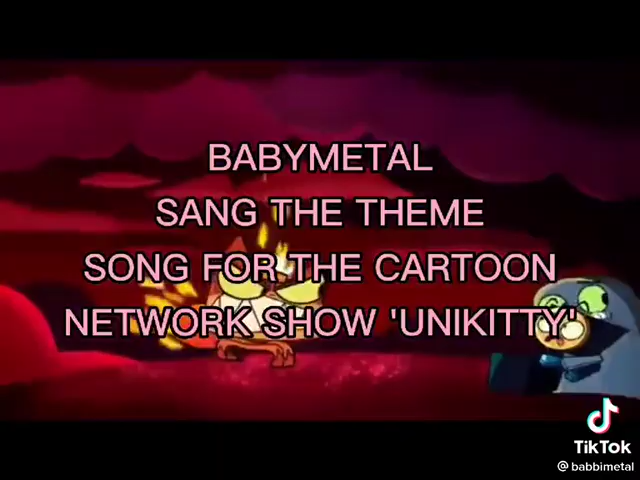 BABYMETAL
SANG THE THEME
SONG FOR THE CARTOON
NETWORK SHOW 'UNIKITTY'
TikTok
@babbimetal